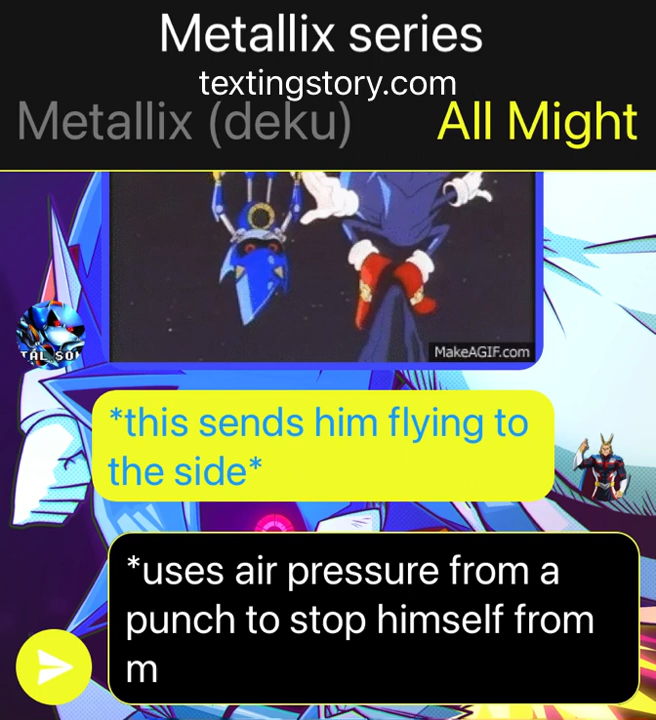 Metallix series
textingstory.com
Metallix (deku) All Might
MakeAGIF.com
*this sends him flying to
the side*
*uses air pressure from a
punch to stop himself from
m